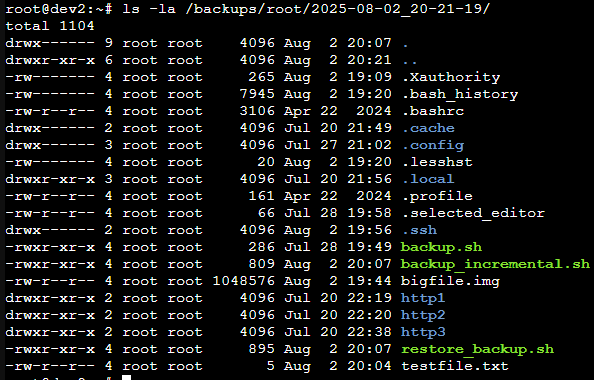 root@dev2:~# ls -la /backups/root/2025-08-02_20-21-19/
total 1104
drwx------ 9 root root    4096 Aug  2 20:07 .
drwxr-xr-x 6 root root    4096 Aug  2 20:21 ..
-rw------- 4 root root     265 Aug  2 19:09 .Xauthority
-rw------- 4 root root    7945 Aug  2 19:20 .bash_history
-rw-r--r-- 4 root root    3106 Apr 22  2024 .bashrc
drwx------ 2 root root    4096 Jul 20 21:49 .cache
drwx------ 3 root root    4096 Jul 27 21:02 .config
-rw------- 4 root root      20 Aug  2 19:20 .lesshst
drwxr-xr-x 3 root root    4096 Jul 20 21:56 .local
-rw-r--r-- 4 root root     161 Apr 22  2024 .profile
-rw-r--r-- 4 root root      66 Jul 28 19:58 .selected_editor
drwx------ 2 root root    4096 Aug  2 19:56 .ssh
-rwxr-xr-x 4 root root     286 Jul 28 19:49 backup.sh
-rwxr-xr-x 4 root root     809 Aug  2 20:07 backup_incremental.sh
-rw-r--r-- 4 root root 1048576 Aug  2 19:44 bigfile.img
drwxr-xr-x 2 root root    4096 Jul 20 22:19 http1
drwxr-xr-x 2 root root    4096 Jul 20 22:20 http2
drwxr-xr-x 2 root root    4096 Jul 20 22:38 http3
-rwxr-xr-x 4 root root     895 Aug  2 20:07 restore_backup.sh
-rw-r--r-- 4 root root       5 Aug  2 20:04 testfile.txt